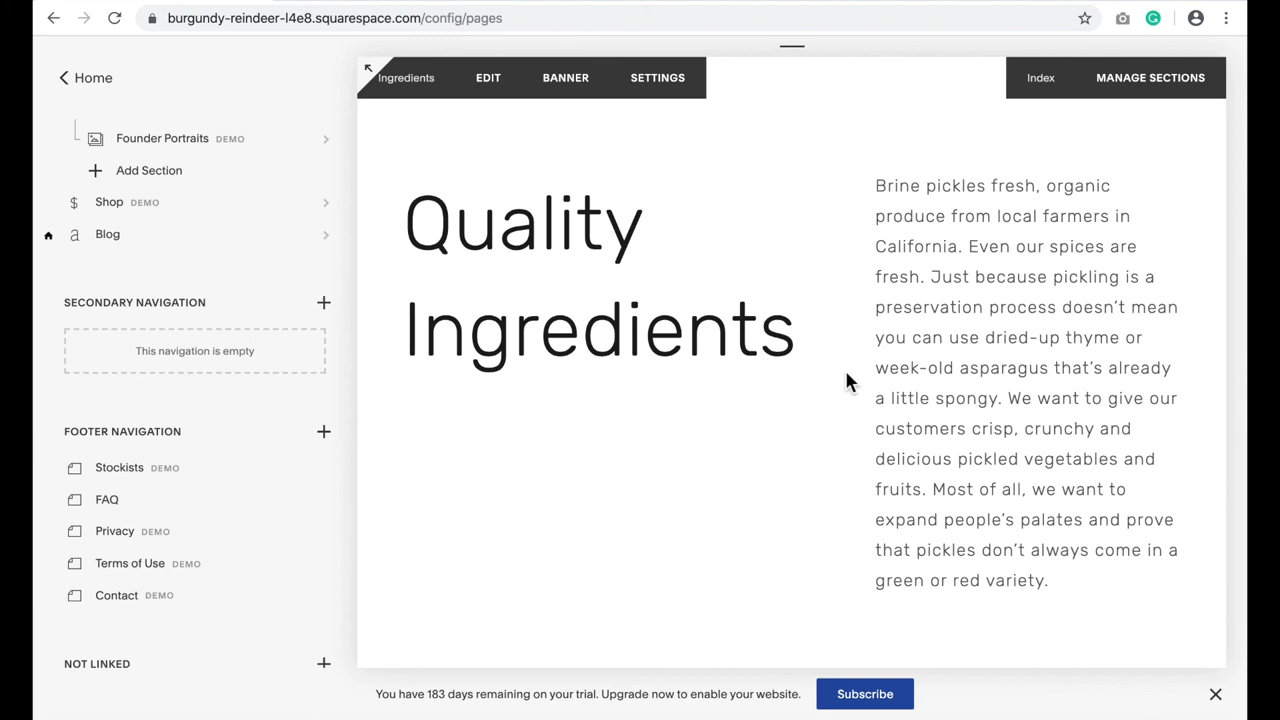 burgundy-reindeer-l4e8.squarespace.com/config/pages
Home
Founder Portraits DEMO
Add Section
Shop DEMO
Blog
SECONDARY NAVIGATION
This navigation is empty
FOOTER NAVIGATION
Stockists DEMO
FAQ
Privacy DEMO
Terms of Use DEMO
Contact DEMO
NOT LINKED
Ingredients EDIT BANNER SETTINGS
Index MANAGE SECTIONS
Quality
Ingredients
Brine pickles fresh, organic
produce from local farmers in
California. Even our spices are
fresh. Just because pickling is a
preservation process doesn’t mean
you can use dried-up thyme or
week-old asparagus that’s already
a little spongy. We want to give our
customers crisp, crunchy and
delicious pickled vegetables and
fruits. Most of all, we want to
expand people’s palates and prove
that pickles don’t always come in a
green or red variety.
You have 183 days remaining on your trial. Upgrade now to enable your website.
Subscribe